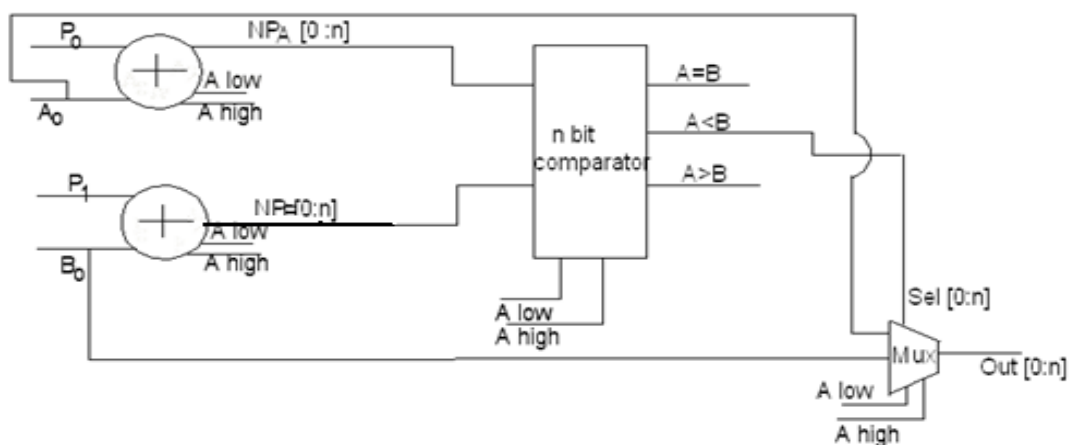 P0
NPA [0 :n]
A low
A high
A0
A=B
A<B
A>B
n bit
comparator
P1
NP=[0:n]
A low
A high
B0
A low
A high
Sel [0:n]
Mux
Out [0:n]
A low
A high